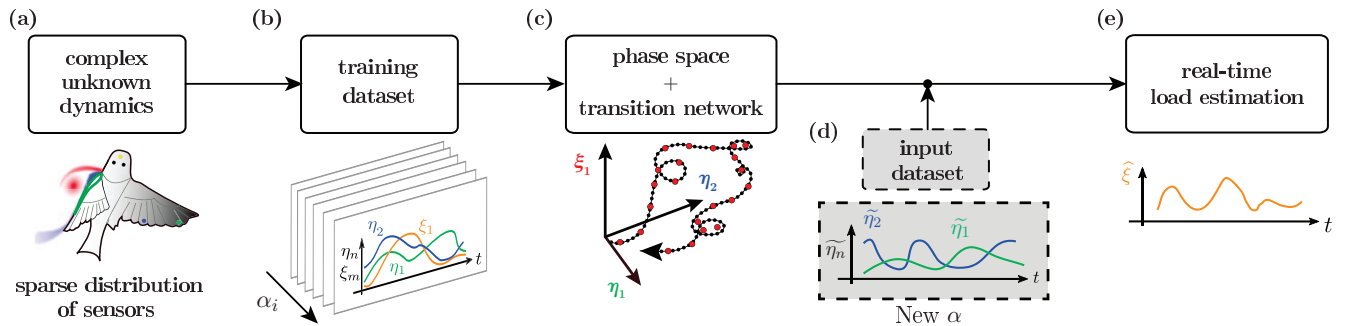 (a)
complex
unknown
dynamics
sparse distribution
of sensors
(b)
training
dataset
η₂
ξ₁
ηₙ
ξₘ
η₁
t
αᵢ
(c)
phase space
+
transition network
ξ₁
η₂
η₁
(d)
input
dataset
η̃₂
η̃₁
η̃ₙ
t
New α
(e)
real-time
load estimation
ξ̂
t